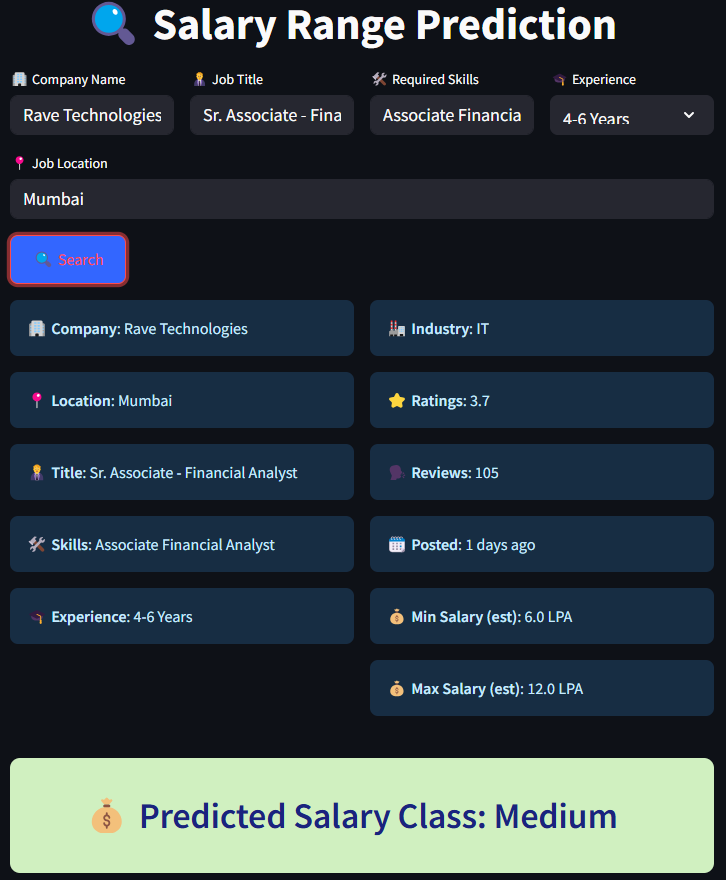 Salary Range Prediction
Company Name
Job Title
Required Skills
Experience
Rave Technologies
Sr. Associate - Fina
Associate Financia
4-6 Years
Job Location
Mumbai
Search
Company: Rave Technologies
Industry: IT
Location: Mumbai
Ratings: 3.7
Title: Sr. Associate - Financial Analyst
Reviews: 105
Skills: Associate Financial Analyst
Posted: 1 days ago
Experience: 4-6 Years
Min Salary (est): 6.0 LPA
Max Salary (est): 12.0 LPA
Predicted Salary Class: Medium